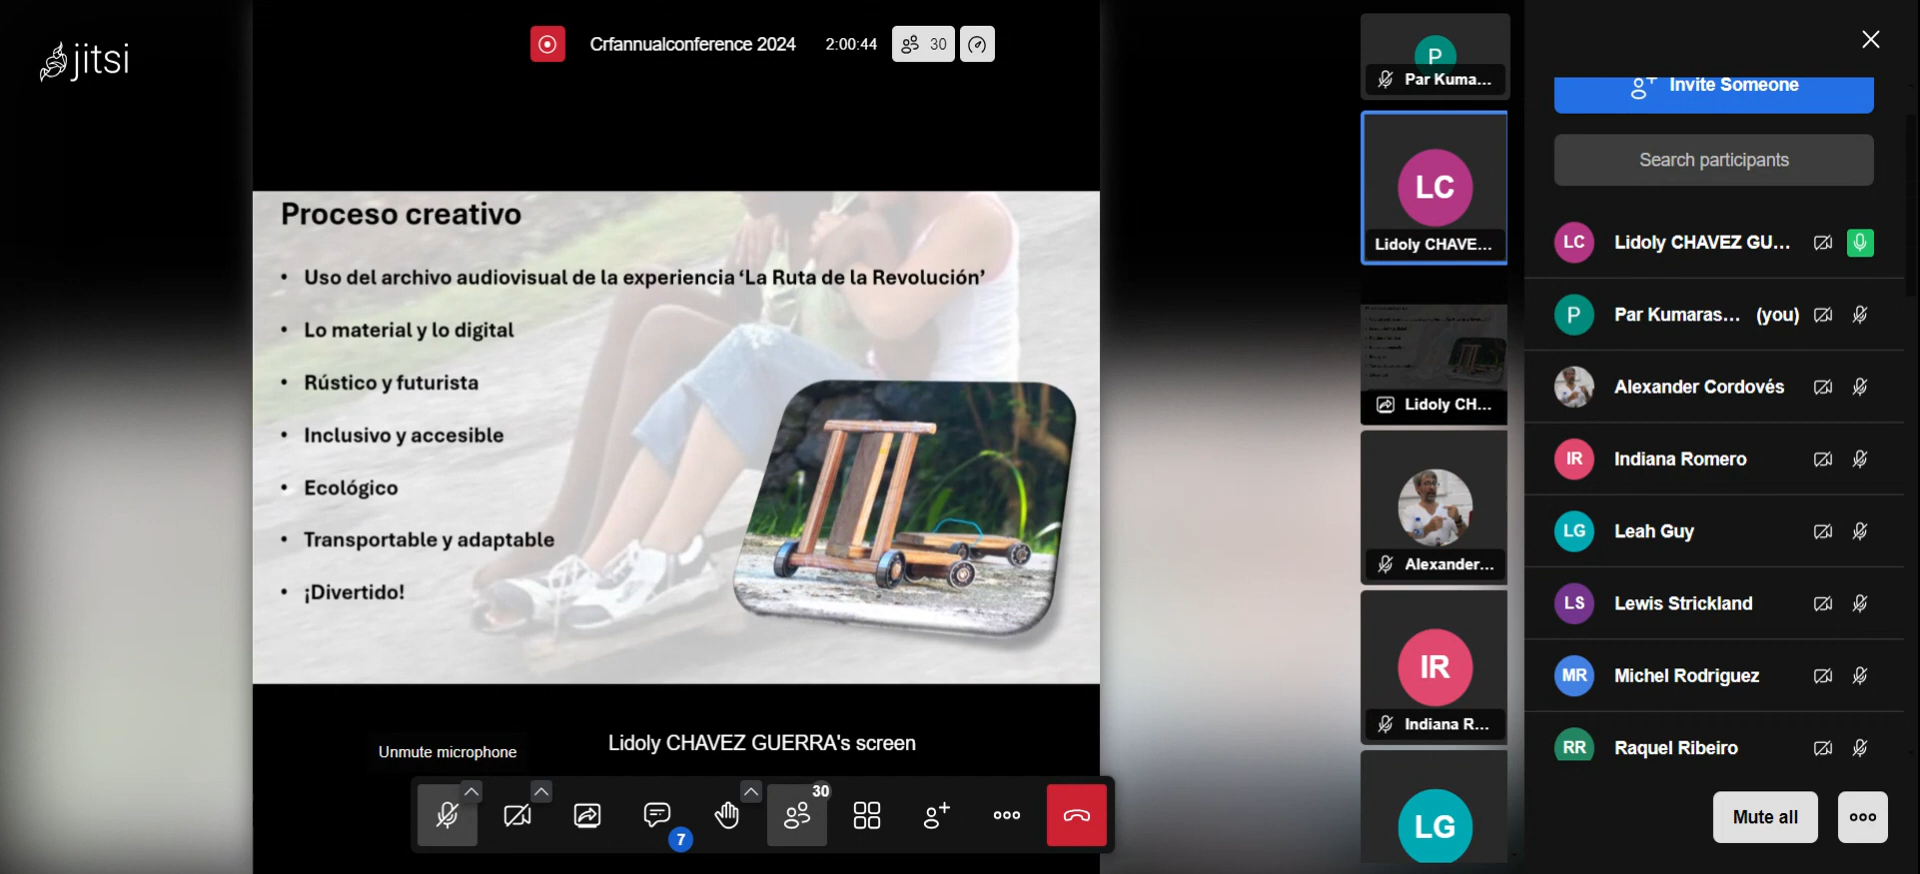 jitsi
Crfannualconference 2024 2:00:44 30
Proceso creativo
• Uso del archivo audiovisual de la experiencia ‘La Ruta de la Revolución’
• Lo material y lo digital
• Rústico y futurista
• Inclusivo y accesible
• Ecológico
• Transportable y adaptable
• ¡Divertido!
Unmute microphone
Lidoly CHAVEZ GUERRA's screen
30
7
P
Par Kuma...
LC
Lidoly CHAVE...
Lidoly CH...
Alexander...
IR
Indiana R...
LG
Invite Someone
Search participants
LC Lidoly CHAVEZ GU...
P Par Kumaras... (you)
Alexander Cordovés
IR Indiana Romero
LG Leah Guy
LS Lewis Strickland
MR Michel Rodriguez
RR Raquel Ribeiro
Mute all